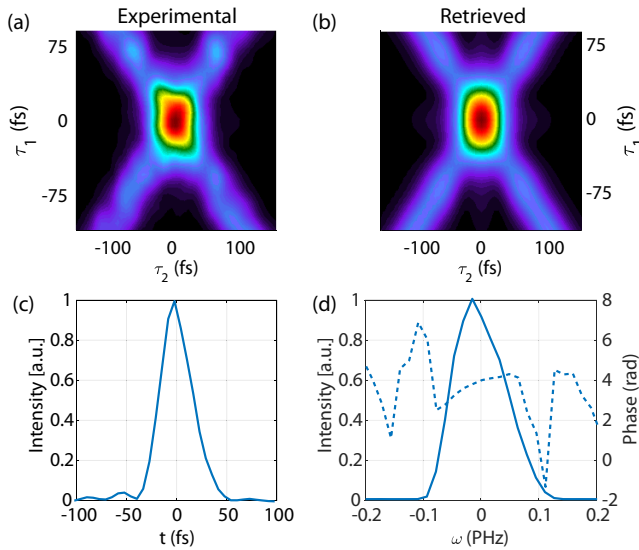 (a) Experimental
75
0
-75
τ1 (fs)
-100 0 100
τ2 (fs)
(b) Retrieved
75
0
-75
τ1 (fs)
-100 0 100
τ2 (fs)
(c)
1
0.8
0.6
0.4
0.2
0
Intensity [a.u.]
-100 -50 0 50 100
t (fs)
(d)
1
0.8
0.6
0.4
0.2
0
Intensity [a.u.]
8
6
4
2
0
-2
Phase (rad)
-0.2 -0.1 0 0.1 0.2
ω (PHz)